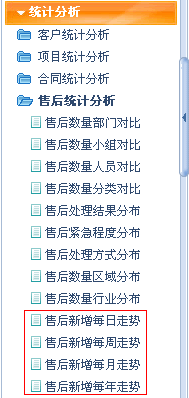 统计分析
客户统计分析
项目统计分析
合同统计分析
售后统计分析
售后数量部门对比
售后数量小组对比
售后数量人员对比
售后数量分类对比
售后处理结果分布
售后紧急程度分布
售后处理方式分布
售后数量区域分布
售后数量行业分布
售后新增每日走势
售后新增每周走势
售后新增每月走势
售后新增每年走势